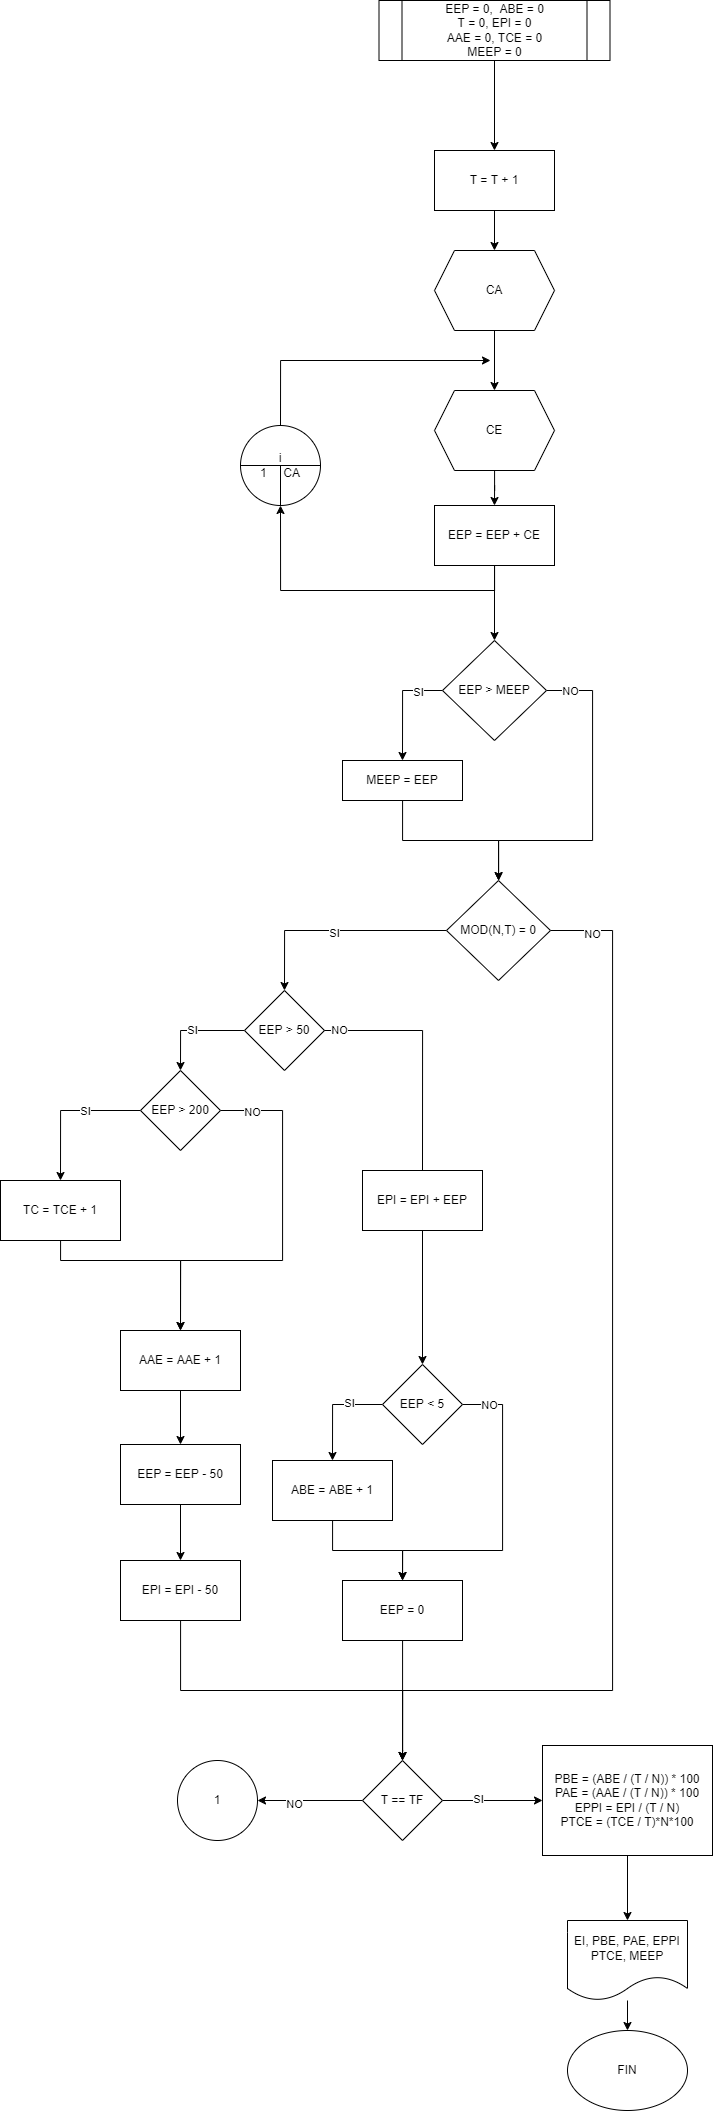 EEP = 0,  ABE = 0
T = 0, EPI = 0
AAE = 0, TCE = 0
MEEP = 0
T = T + 1
CA
CE
i
1
CA
EEP = EEP + CE
EEP > MEEP
SI
NO
MEEP = EEP
MOD(N,T) = 0
SI
NO
EEP > 50
SI
NO
EEP > 200
SI
NO
TC = TCE + 1
EPI = EPI + EEP
AAE = AAE + 1
EEP < 5
SI
NO
EEP = EEP - 50
ABE = ABE + 1
EPI = EPI - 50
EEP = 0
T == TF
NO
SI
1
PBE = (ABE / (T / N)) * 100
PAE = (AAE / (T / N)) * 100
EPPI = EPI / (T / N)
PTCE = (TCE / T)*N*100
EI, PBE, PAE, EPPI
PTCE, MEEP
FIN